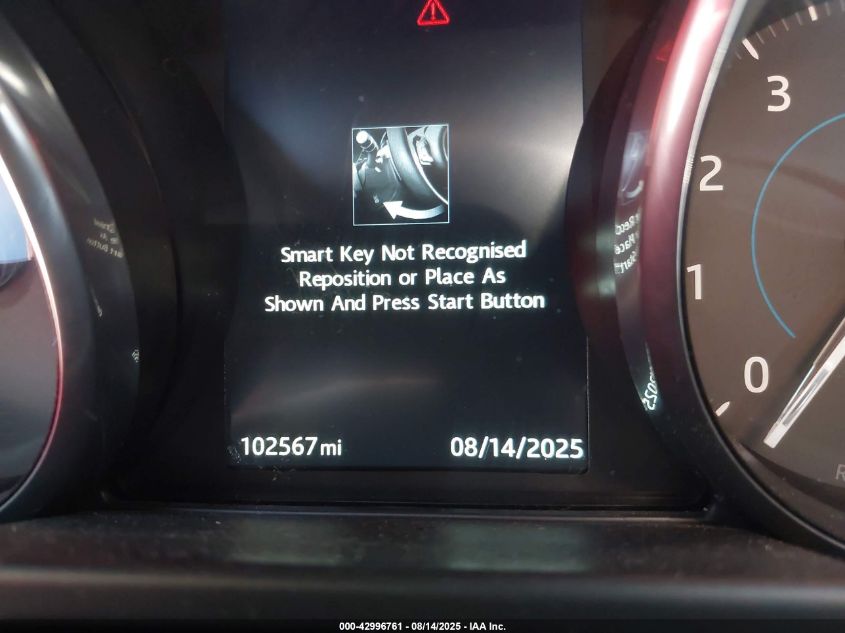 Smart Key Not Recognised
Reposition or Place As
Shown And Press Start Button
102567 mi
08/14/2025
3
2
1
0
000-42996761 - 08/14/2025 - IAA Inc.